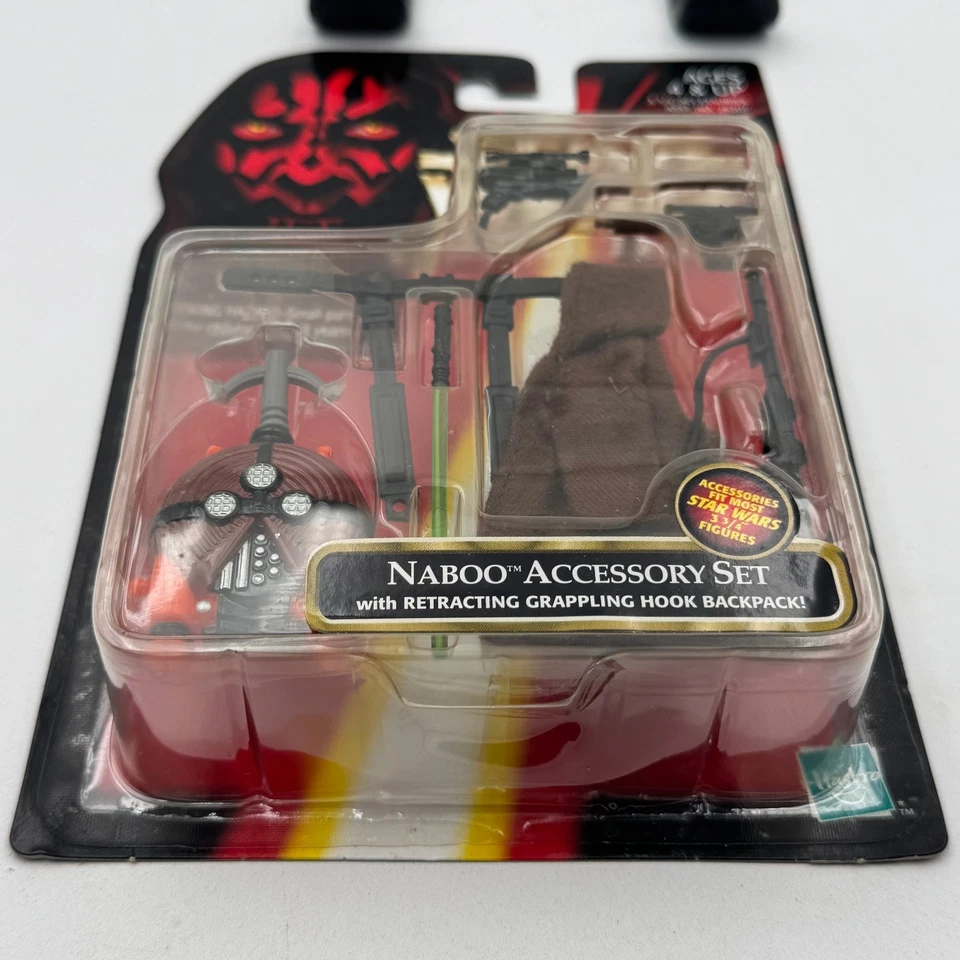 AGES
4 & UP
ACCESSORIES
FIT MOST
STAR WARS
3 3/4"
FIGURES
NABOO™ ACCESSORY SET
with RETRACTING GRAPPLING HOOK BACKPACK!
Hasbro
™